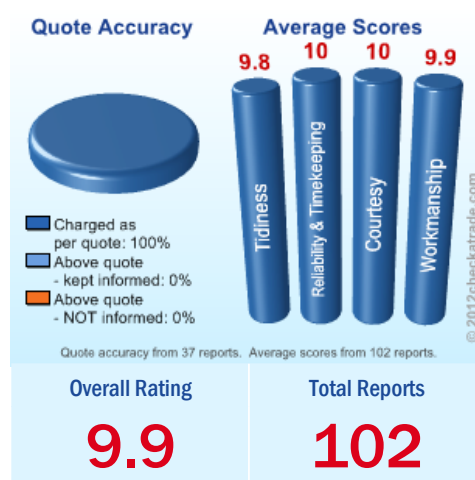 Quote Accuracy
Average Scores
9.8
10
10
9.9
Tidiness
Reliability & Timekeeping
Courtesy
Workmanship
Charged as
per quote: 100%
Above quote
- kept informed: 0%
Above quote
- NOT informed: 0%
© 2012checkatrade.com
Quote accuracy from 37 reports. Average scores from 102 reports.
Overall Rating
Total Reports
9.9
102